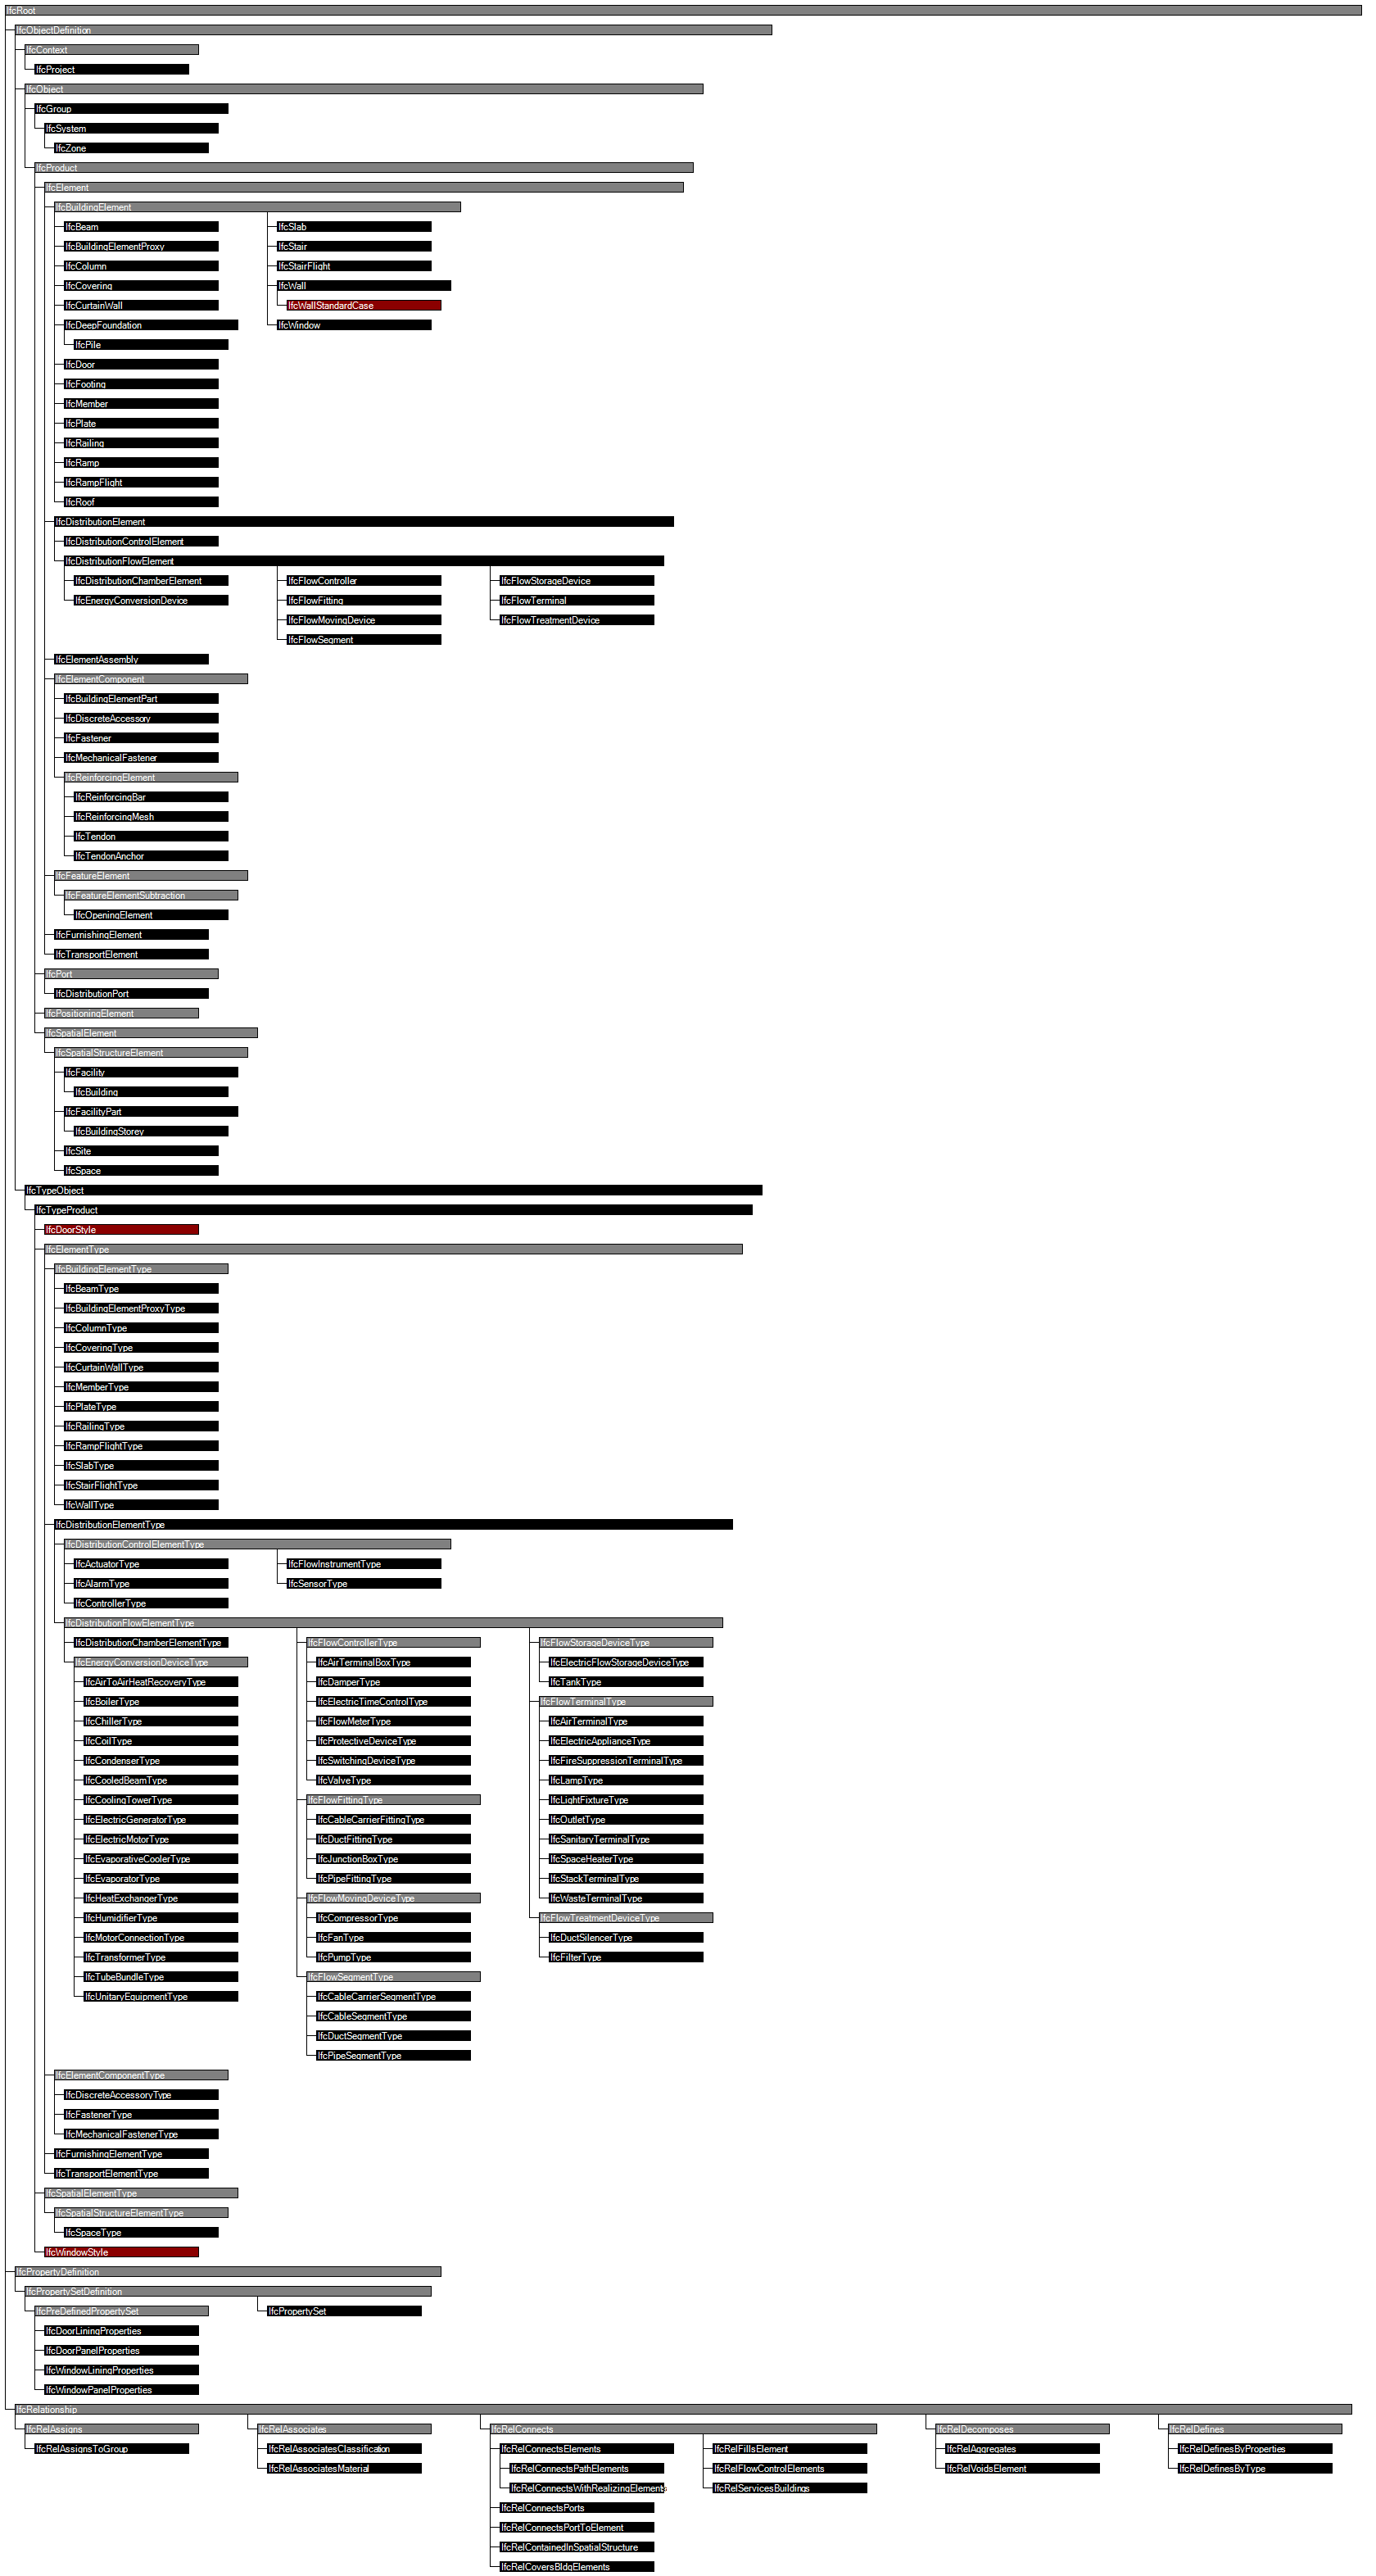 IfcRoot
IfcObjectDefinition
IfcContext
IfcProject
IfcObject
IfcGroup
IfcSystem
IfcZone
IfcProduct
IfcElement
IfcBuildingElement
IfcBeam
IfcBuildingElementProxy
IfcColumn
IfcCovering
IfcCurtainWall
IfcDeepFoundation
IfcPile
IfcDoor
IfcFooting
IfcMember
IfcPlate
IfcRailing
IfcRamp
IfcRampFlight
IfcRoof
IfcSlab
IfcStair
IfcStairFlight
IfcWall
IfcWallStandardCase
IfcWindow
IfcDistributionElement
IfcDistributionControlElement
IfcDistributionFlowElement
IfcDistributionChamberElement
IfcEnergyConversionDevice
IfcFlowController
IfcFlowFitting
IfcFlowMovingDevice
IfcFlowSegment
IfcFlowStorageDevice
IfcFlowTerminal
IfcFlowTreatmentDevice
IfcElementAssembly
IfcElementComponent
IfcBuildingElementPart
IfcDiscreteAccessory
IfcFastener
IfcMechanicalFastener
IfcReinforcingElement
IfcReinforcingBar
IfcReinforcingMesh
IfcTendon
IfcTendonAnchor
IfcFeatureElement
IfcFeatureElementSubtraction
IfcOpeningElement
IfcFurnishingElement
IfcTransportElement
IfcPort
IfcDistributionPort
IfcPositioningElement
IfcSpatialElement
IfcSpatialStructureElement
IfcFacility
IfcBuilding
IfcFacilityPart
IfcBuildingStorey
IfcSite
IfcSpace
IfcTypeObject
IfcTypeProduct
IfcDoorStyle
IfcElementType
IfcBuildingElementType
IfcBeamType
IfcBuildingElementProxyType
IfcColumnType
IfcCoveringType
IfcCurtainWallType
IfcMemberType
IfcPlateType
IfcRailingType
IfcRampFlightType
IfcSlabType
IfcStairFlightType
IfcWallType
IfcDistributionElementType
IfcDistributionControlElementType
IfcActuatorType
IfcAlarmType
IfcControllerType
IfcFlowInstrumentType
IfcSensorType
IfcDistributionFlowElementType
IfcDistributionChamberElementType
IfcEnergyConversionDeviceType
IfcAirToAirHeatRecoveryType
IfcBoilerType
IfcChillerType
IfcCoilType
IfcCondenserType
IfcCooledBeamType
IfcCoolingTowerType
IfcElectricGeneratorType
IfcElectricMotorType
IfcEvaporativeCoolerType
IfcEvaporatorType
IfcHeatExchangerType
IfcHumidifierType
IfcMotorConnectionType
IfcTransformerType
IfcTubeBundleType
IfcUnitaryEquipmentType
IfcFlowControllerType
IfcAirTerminalBoxType
IfcDamperType
IfcElectricTimeControlType
IfcFlowMeterType
IfcProtectiveDeviceType
IfcSwitchingDeviceType
IfcValveType
IfcFlowFittingType
IfcCableCarrierFittingType
IfcDuctFittingType
IfcJunctionBoxType
IfcPipeFittingType
IfcFlowMovingDeviceType
IfcCompressorType
IfcFanType
IfcPumpType
IfcFlowSegmentType
IfcCableCarrierSegmentType
IfcCableSegmentType
IfcDuctSegmentType
IfcPipeSegmentType
IfcFlowStorageDeviceType
IfcElectricFlowStorageDeviceType
IfcTankType
IfcFlowTerminalType
IfcAirTerminalType
IfcElectricApplianceType
IfcFireSuppressionTerminalType
IfcLampType
IfcLightFixtureType
IfcOutletType
IfcSanitaryTerminalType
IfcSpaceHeaterType
IfcStackTerminalType
IfcWasteTerminalType
IfcFlowTreatmentDeviceType
IfcDuctSilencerType
IfcFilterType
IfcElementComponentType
IfcDiscreteAccessoryType
IfcFastenerType
IfcMechanicalFastenerType
IfcFurnishingElementType
IfcTransportElementType
IfcSpatialElementType
IfcSpatialStructureElementType
IfcSpaceType
IfcWindowStyle
IfcPropertyDefinition
IfcPropertySetDefinition
IfcPreDefinedPropertySet
IfcDoorLiningProperties
IfcDoorPanelProperties
IfcWindowLiningProperties
IfcWindowPanelProperties
IfcPropertySet
IfcRelationship
IfcRelAssigns
IfcRelAssignsToGroup
IfcRelAssociates
IfcRelAssociatesClassification
IfcRelAssociatesMaterial
IfcRelConnects
IfcRelConnectsElements
IfcRelConnectsPathElements
IfcRelConnectsWithRealizingElements
IfcRelConnectsPorts
IfcRelConnectsPortToElement
IfcRelContainedInSpatialStructure
IfcRelCoversBldgElements
IfcRelFillsElement
IfcRelFlowControlElements
IfcRelServicesBuildings
IfcRelDecomposes
IfcRelAggregates
IfcRelVoidsElement
IfcRelDefines
IfcRelDefinesByProperties
IfcRelDefinesByType